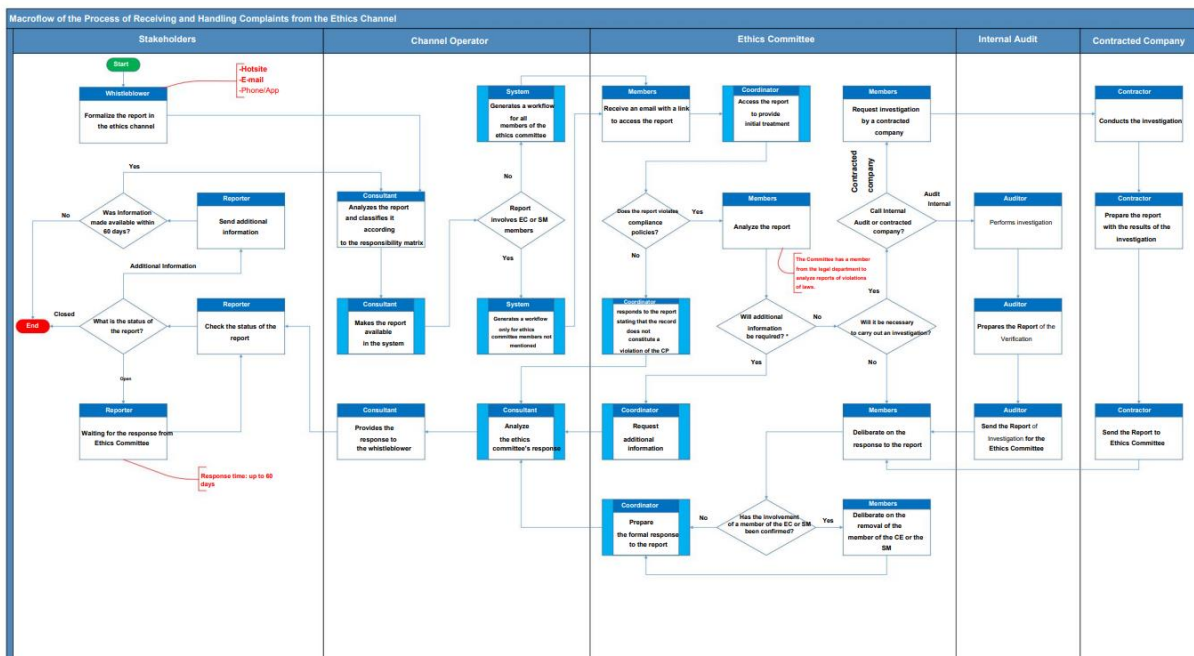 Macroflow of the Process of Receiving and Handling Complaints from the Ethics Channel
Stakeholders
Channel Operator
Ethics Committee
Internal Audit
Contracted Company
Start
-Hotsite
-E-mail
-Phone/App
Whistleblower
Formalize the report in
the ethics channel
Yes
Was Information
made available within
60 days?
No
Reporter
Send additional
information
Additional Information
Closed
End
What is the status of
the report?
Reporter
Check the status of the
report
Open
Reporter
Waiting for the response from
Ethics Committee
Response time: up to 60
days
System
Generates a workflow
for all
members of the
ethics committee
No
Consultant
Analyzes the report
and classifies it
according
to the responsibility matrix
Report
involves EC or SM
members
Yes
Consultant
Makes the report
available
in the system
System
Generates a workflow
only for ethics
committee members not
mentioned
Consultant
Provides the
response to
the whistleblower
Consultant
Analyze
the ethics
committee's response
Members
Receive an email with a link
to access the report
Coordinator
Access the report
to provide
initial treatment
Members
Request investigation
by a contracted
company
Contracted
company
Does the report violates
compliance
policies?
Yes
No
Members
Analyze the report
The Committee has a member
from the legal department to
analyze reports of violations
of laws.
Call Internal
Audit or contracted
company?
Audit
Internal
Yes
Coordinator
responds to the report
stating that the record
does not
constitute a
violation of the CP
Will additional
information
be required? *
No
Yes
Will it be necessary
to carry out an investigation?
No
Coordinator
Request
additional
information
Members
Deliberate on the
response to the report
Coordinator
Prepare
the formal response
to the report
No
Has the involvement
of a member of the EC or SM
been confirmed?
Yes
Members
Deliberate on the
removal of the
member of the CE or the
SM
Auditor
Performs investigation
Auditor
Prepares the Report of the
Verification
Auditor
Send the Report of
Investigation for the
Ethics Committee
Contractor
Conducts the investigation
Contractor
Prepare the report
with the results of the
investigation
Contractor
Send the Report to
Ethics Committee